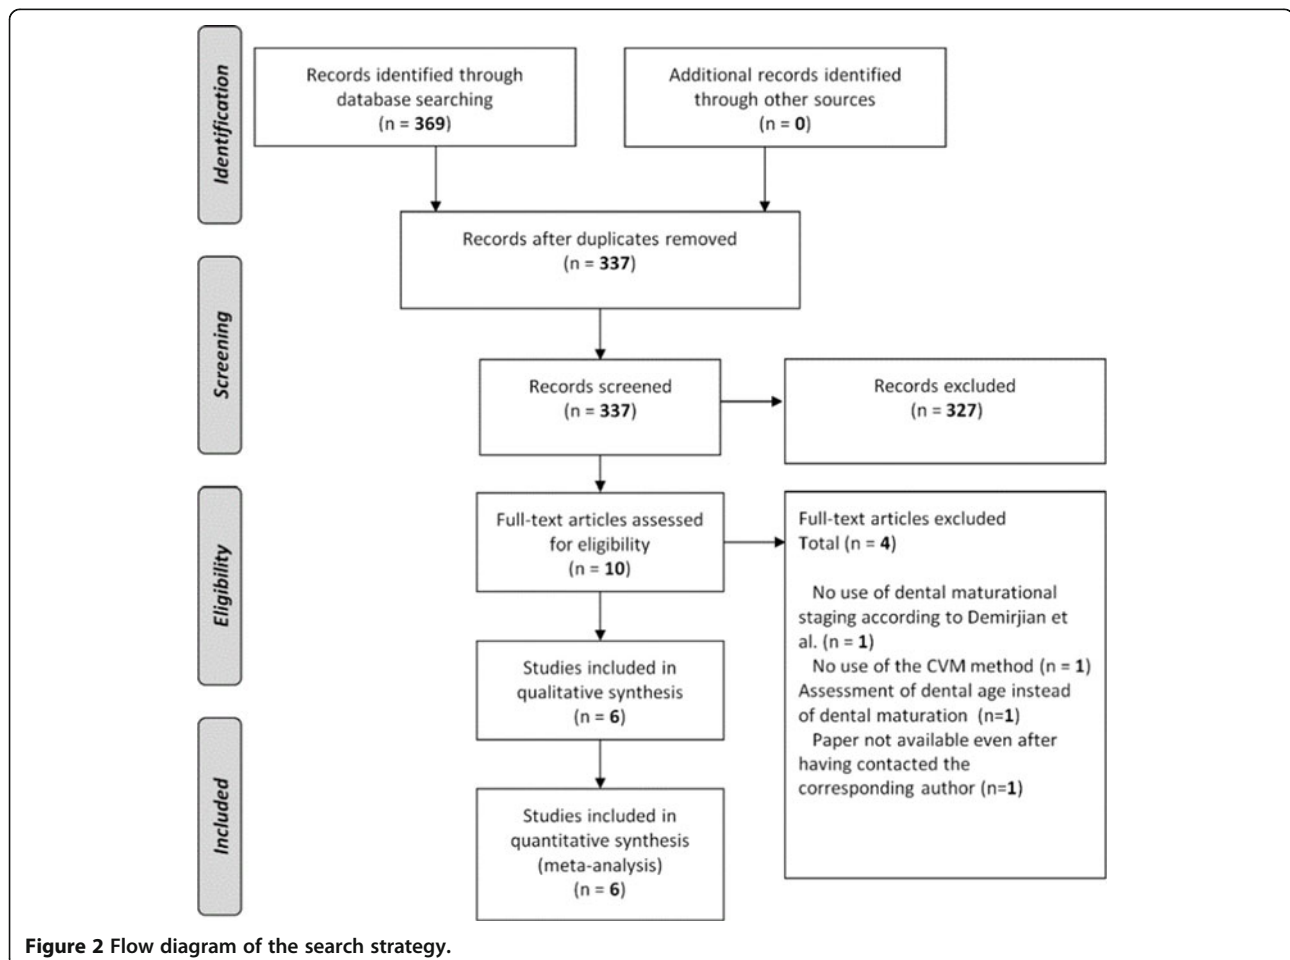 Identification
Records identified through
database searching
(n = 369)
Additional records identified
through other sources
(n = 0)
Records after duplicates removed
(n = 337)
Screening
Records screened
(n = 337)
Records excluded
(n = 327)
Eligibility
Full-text articles assessed
for eligibility
(n = 10)
Full-text articles excluded
Total (n = 4)
No use of dental maturational
staging according to Demirjian et
al. (n = 1)
No use of the CVM method (n = 1)
Assessment of dental age instead
of dental maturation (n=1)
Paper not available even after
having contacted the
corresponding author (n=1)
Studies included in
qualitative synthesis
(n = 6)
Included
Studies included in
quantitative synthesis
(meta-analysis)
(n = 6)
Figure 2 Flow diagram of the search strategy.